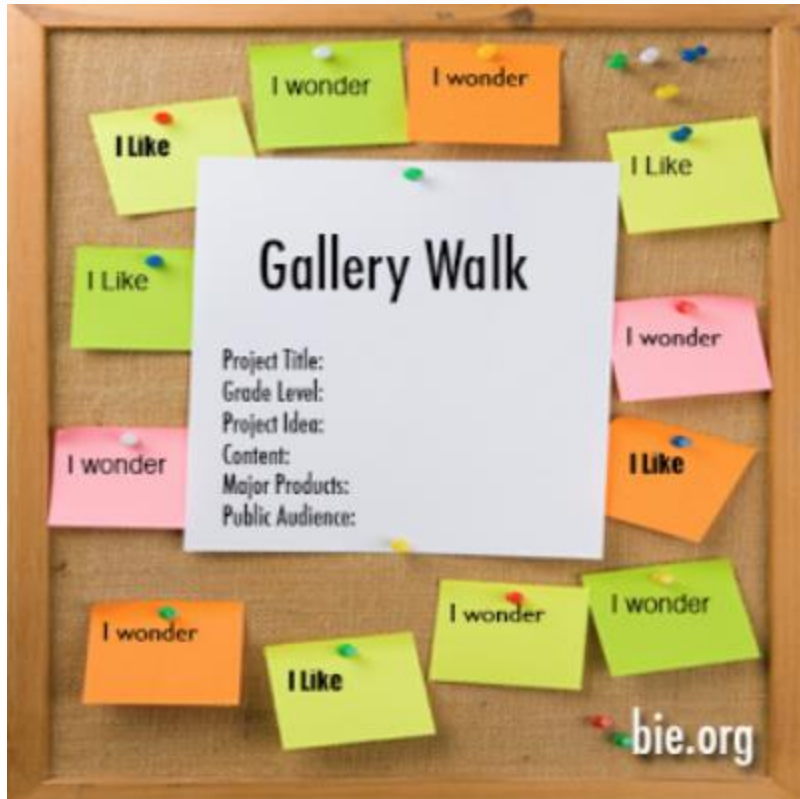 I wonder
I wonder
I Like
I Like
Gallery Walk
I Like
I wonder
Project Title:
Grade Level:
Project Idea:
Content:
Major Products:
Public Audience:
I wonder
I Like
I wonder
I wonder
I wonder
I Like
bie.org